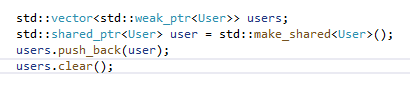 std::vector<std::weak_ptr<User>> users;
std::shared_ptr<User> user = std::make_shared<User>();
users.push_back(user);
users.clear();